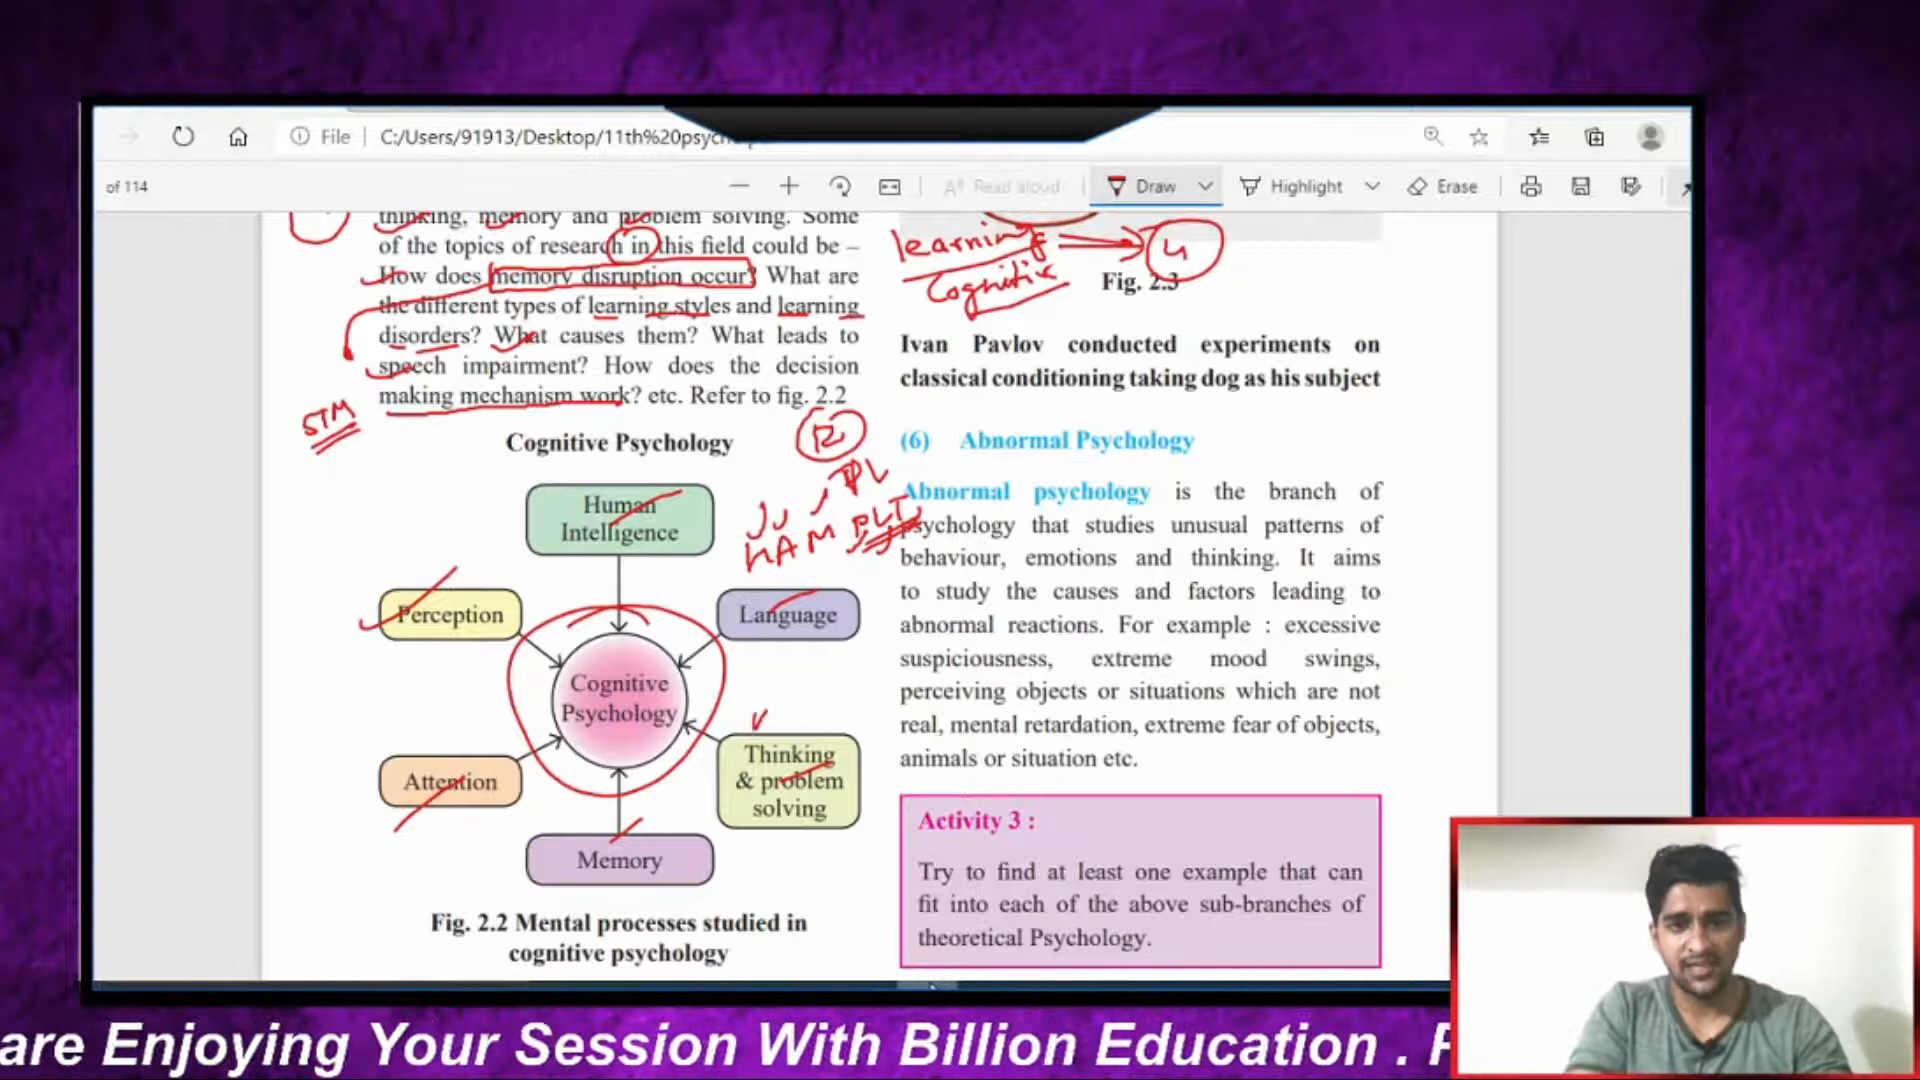 File
C:/Users/91913/Desktop/11th%20psych
of 114
Read aloud
Draw
Highlight
Erase
thinking, memory and problem solving. Some
of the topics of research in this field could be –
How does memory disruption occur? What are
the different types of learning styles and learning
disorders? What causes them? What leads to
speech impairment? How does the decision
making mechanism work? etc. Refer to fig. 2.2
STM
Cognitive Psychology
Human
Intelligence
Perception
Language
Cognitive
Psychology
Attention
Thinking
& problem
solving
Memory
Fig. 2.2 Mental processes studied in
cognitive psychology
HAM PLT
learning
Cognitive
4
Fig. 2.3
Ivan Pavlov conducted experiments on
classical conditioning taking dog as his subject
(6) Abnormal Psychology
Abnormal psychology is the branch of
psychology that studies unusual patterns of
behaviour, emotions and thinking. It aims
to study the causes and factors leading to
abnormal reactions. For example : excessive
suspiciousness, extreme mood swings,
perceiving objects or situations which are not
real, mental retardation, extreme fear of objects,
animals or situation etc.
Activity 3 :
Try to find at least one example that can
fit into each of the above sub-branches of
theoretical Psychology.
are Enjoying Your Session With Billion Education .